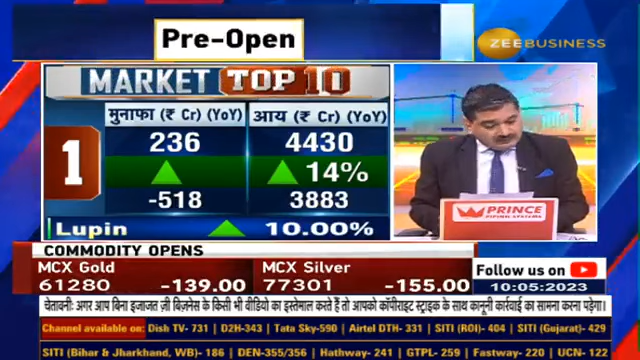 Pre-Open
ZEE BUSINESS
MARKET TOP 10
1
मुनाफा (₹ Cr) (YoY) आय (₹ Cr) (YoY)
236 4430
14%
-518 3883
Lupin 10.00%
PRINCE
PIPING SYSTEMS
COMMODITY OPENS
MCX Gold MCX Silver
61280 -139.00 77301 -155.00
Follow us on
10:05:2023
चेतावनी: अगर आप बिना इजाजत ज़ी बिज़नेस के किसी भी वीडियो का इस्तेमाल करते हैं तो आपको कॉपीराइट स्ट्राइक के साथ कानूनी कार्रवाई का सामना करना पड़ेगा।
Channel available on: Dish TV- 731 | D2H-343 | Tata Sky-590 | Airtel DTH- 331 | SITI (ROI) - 404 | SITI (Gujarat)- 429
SITI (Bihar & Jharkhand, WB)- 186 | DEN-355/356 | Hathway-241 | GTPL- 259 | Fastway- 220 | UCN- 122